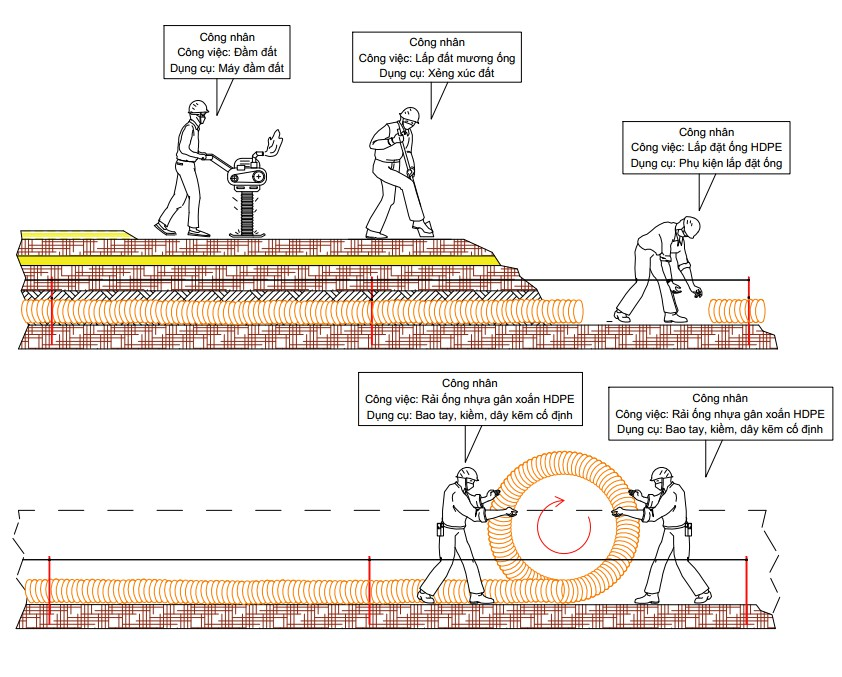 Công nhân
Công việc: Đầm đất
Dụng cụ: Máy đầm đất
Công nhân
Công việc: Lấp đất mương ống
Dụng cụ: Xẻng xúc đất
Công nhân
Công việc: Lắp đặt ống HDPE
Dụng cụ: Phụ kiện lắp đặt ống
Công nhân
Công việc: Rải ống nhựa gân xoắn HDPE
Dụng cụ: Bao tay, kiềm, dây kẽm cố định
Công nhân
Công việc: Rải ống nhựa gân xoắn HDPE
Dụng cụ: Bao tay, kiềm, dây kẽm cố định